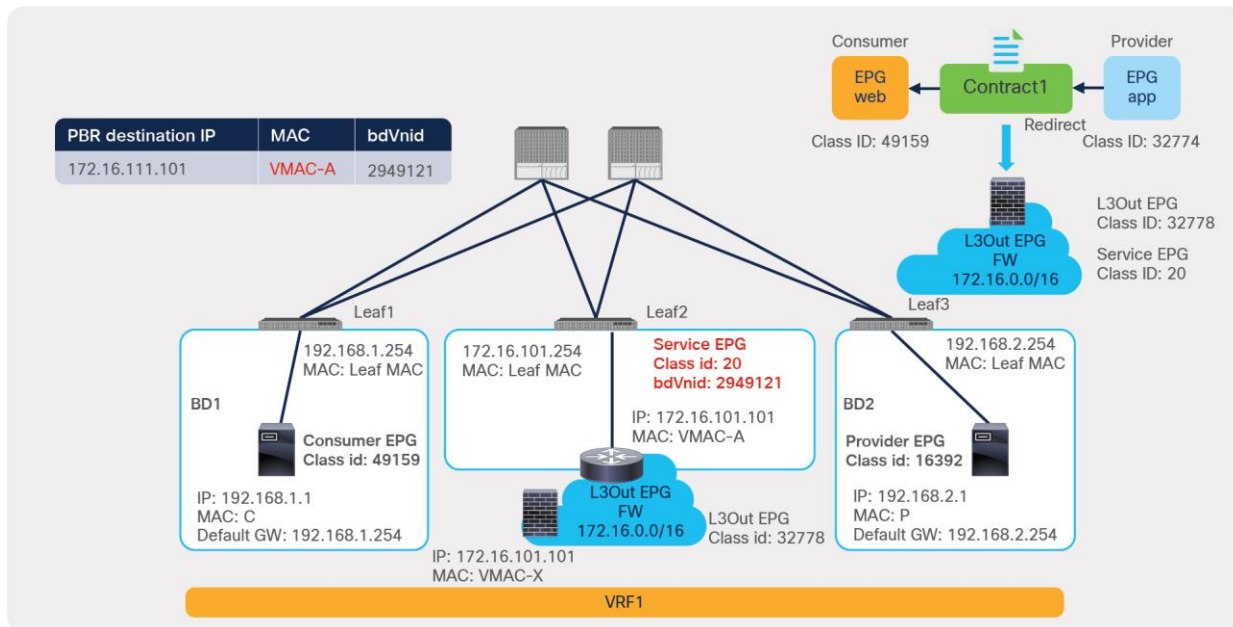 Consumer
Provider
EPG
web
Contract1
EPG
app
Redirect
Class ID: 49159
Class ID: 32774
PBR destination IP MAC bdVnid
172.16.111.101 VMAC-A 2949121
L3Out EPG
Class ID: 32778
L3Out EPG
FW
172.16.0.0/16
Service EPG
Class ID: 20
Leaf1
Leaf2
Leaf3
192.168.1.254
MAC: Leaf MAC
BD1
Consumer EPG
Class id: 49159
IP: 192.168.1.1
MAC: C
Default GW: 192.168.1.254
172.16.101.254
MAC: Leaf MAC
Service EPG
Class id: 20
bdVnid: 2949121
IP: 172.16.101.101
MAC: VMAC-A
L3Out EPG
FW
172.16.0.0/16
L3Out EPG
Class id: 32778
IP: 172.16.101.101
MAC: VMAC-X
192.168.2.254
MAC: Leaf MAC
BD2
Provider EPG
Class id: 16392
IP: 192.168.2.1
MAC: P
Default GW: 192.168.2.254
VRF1